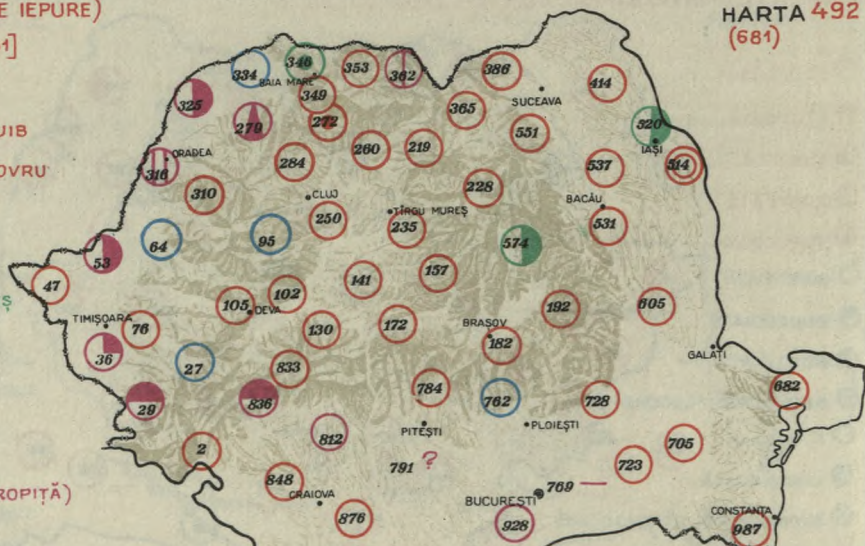 E IEPURE)
HARTA 492
(681)
1]
UIB
OVRU
Ș
ROPIȚĂ)
334
346
353
362
386
414
BAIA MARE
325
349
SUCEAVA
279
272
365
551
320
IAȘI
ORADEA
316
284
260
219
537
514
310
CLUJ
250
TÎRGU MUREȘ
235
228
BACĂU
531
53
64
95
574
47
141
157
105
102
DEVA
192
605
TIMIȘOARA
76
130
172
BRAȘOV
182
36
27
833
GALAȚI
29
836
784
762
728
682
2
812
PITEȘTI
PLOIEȘTI
791 ?
705
723
848
CRAIOVA
BUCUREȘTI
769 —
876
928
CONSTANȚA
987